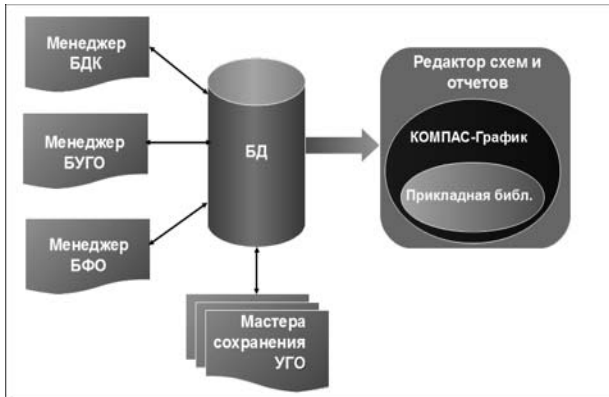 Менеджер
БДК
Менеджер
БУГО
Менеджер
БФО
БД
Мастера
сохранения
УГО
Редактор схем и
отчетов
КОМПАС-График
Прикладная библ.